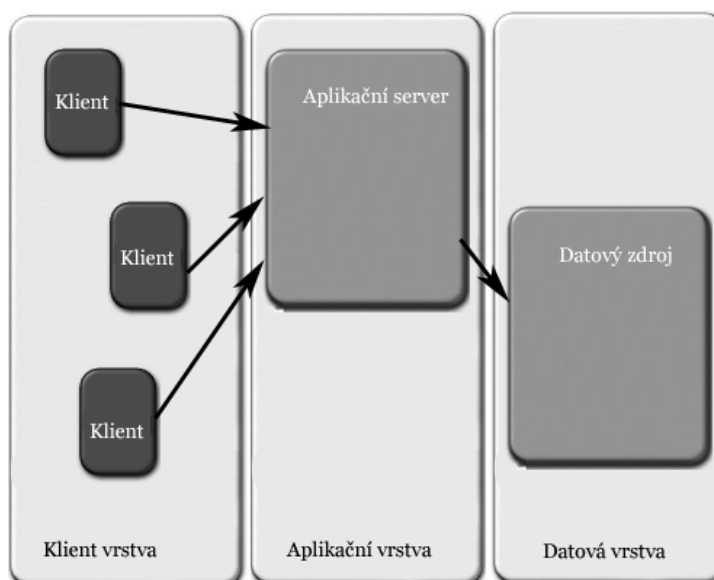 Klient
Klient
Klient
Klient vrstva
Aplikační server
Aplikační vrstva
Datový zdroj
Datová vrstva